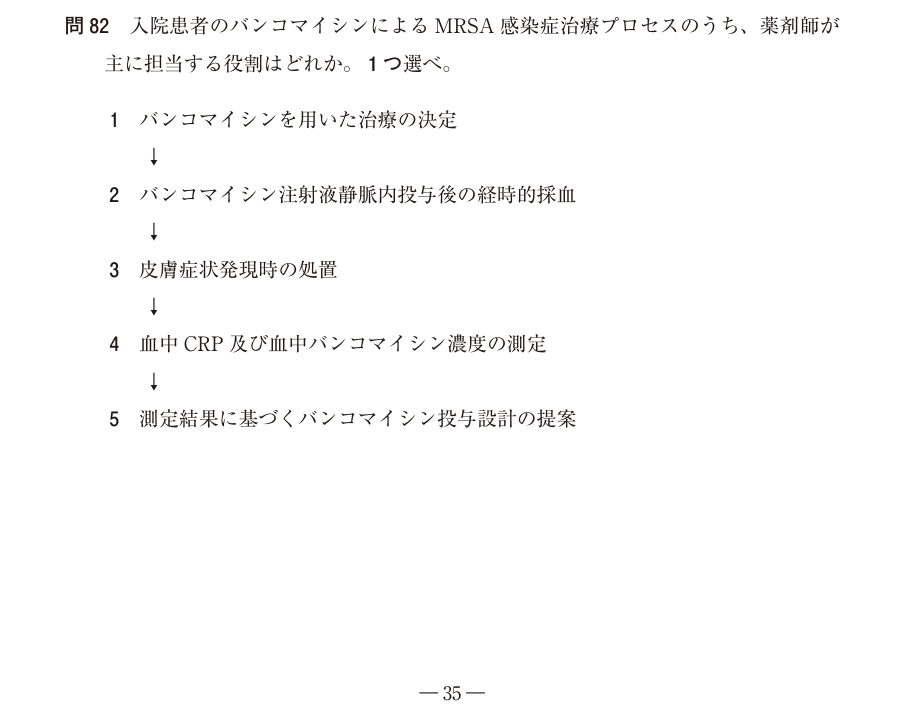 問 82 入院患者のバンコマイシンによる MRSA 感染症治療プロセスのうち、薬剤師が
主に担当する役割はどれか。1つ選べ。
1 バンコマイシンを用いた治療の決定
↓
2 バンコマイシン注射液静脈内投与後の経時的採血
↓
3 皮膚症状発現時の処置
↓
4 血中 CRP 及び血中バンコマイシン濃度の測定
↓
5 測定結果に基づくバンコマイシン投与設計の提案
― 35 ―